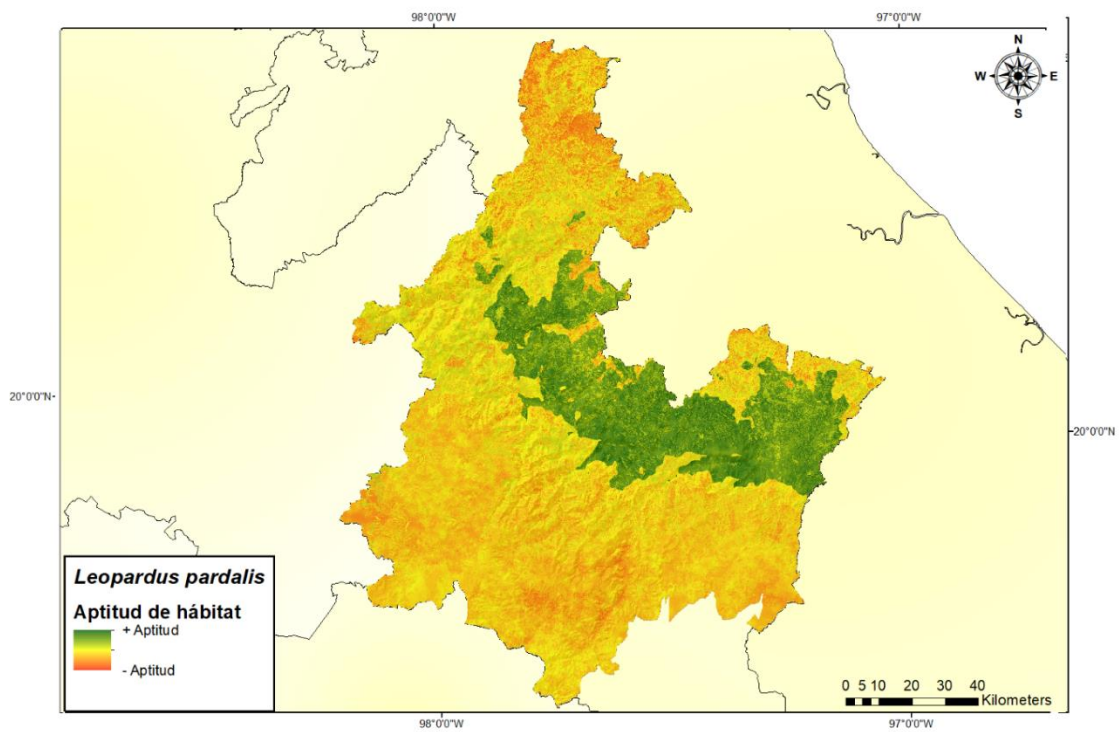 98°0'0"W 97°0'0"W
N
W E
S
20°0'0"N
20°0'0"N
Leopardus pardalis
Aptitud de hábitat
+ Aptitud
- Aptitud
0 5 10 20 30 40
Kilometers
98°0'0"W 97°0'0"W